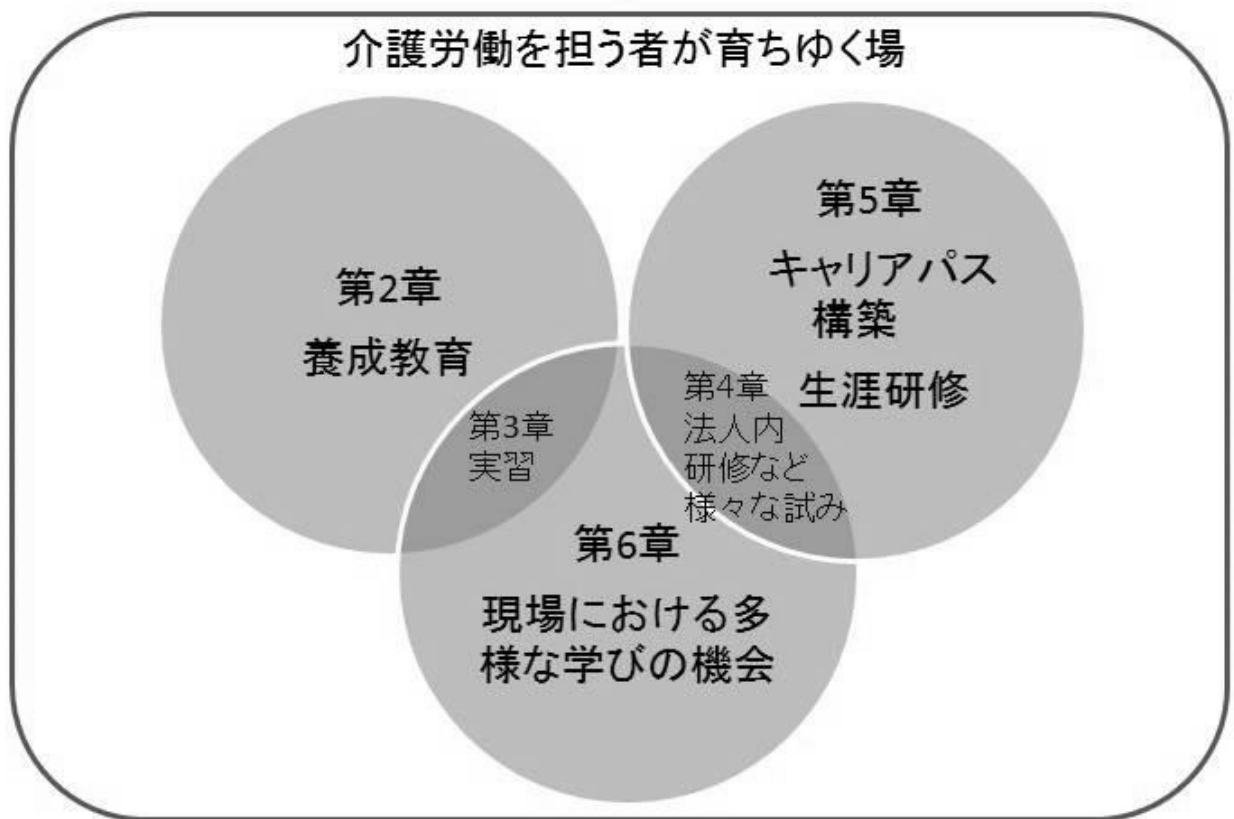 介護労働を担う者が育ちゆく場
第2章
養成教育
第5章
キャリアパス
構築
生涯研修
第3章
実習
第4章
法人内
研修など
様々な試み
第6章
現場における多
様な学びの機会